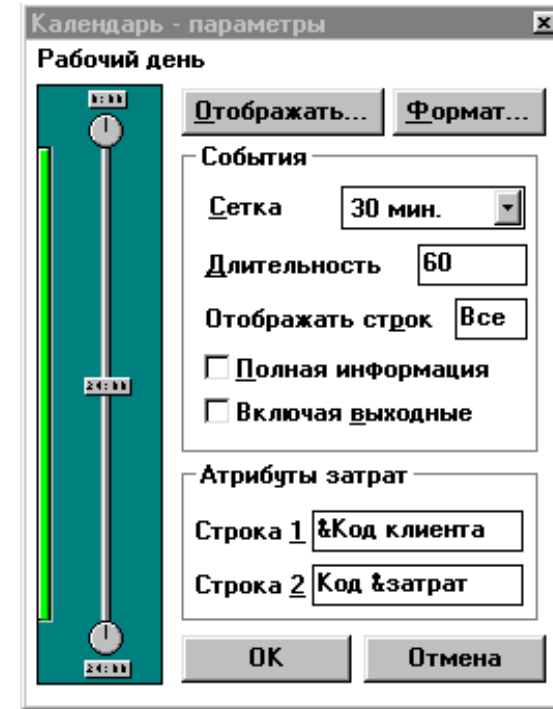 Календарь - параметры
Рабочий день
Отображать... Формат...
События
Сетка 30 мин.
Длительность 60
Отображать строк Все
Полная информация
Включая выходные
Атрибуты затрат
Строка 1 &Код клиента
Строка 2 Код &затрат
OK Отмена